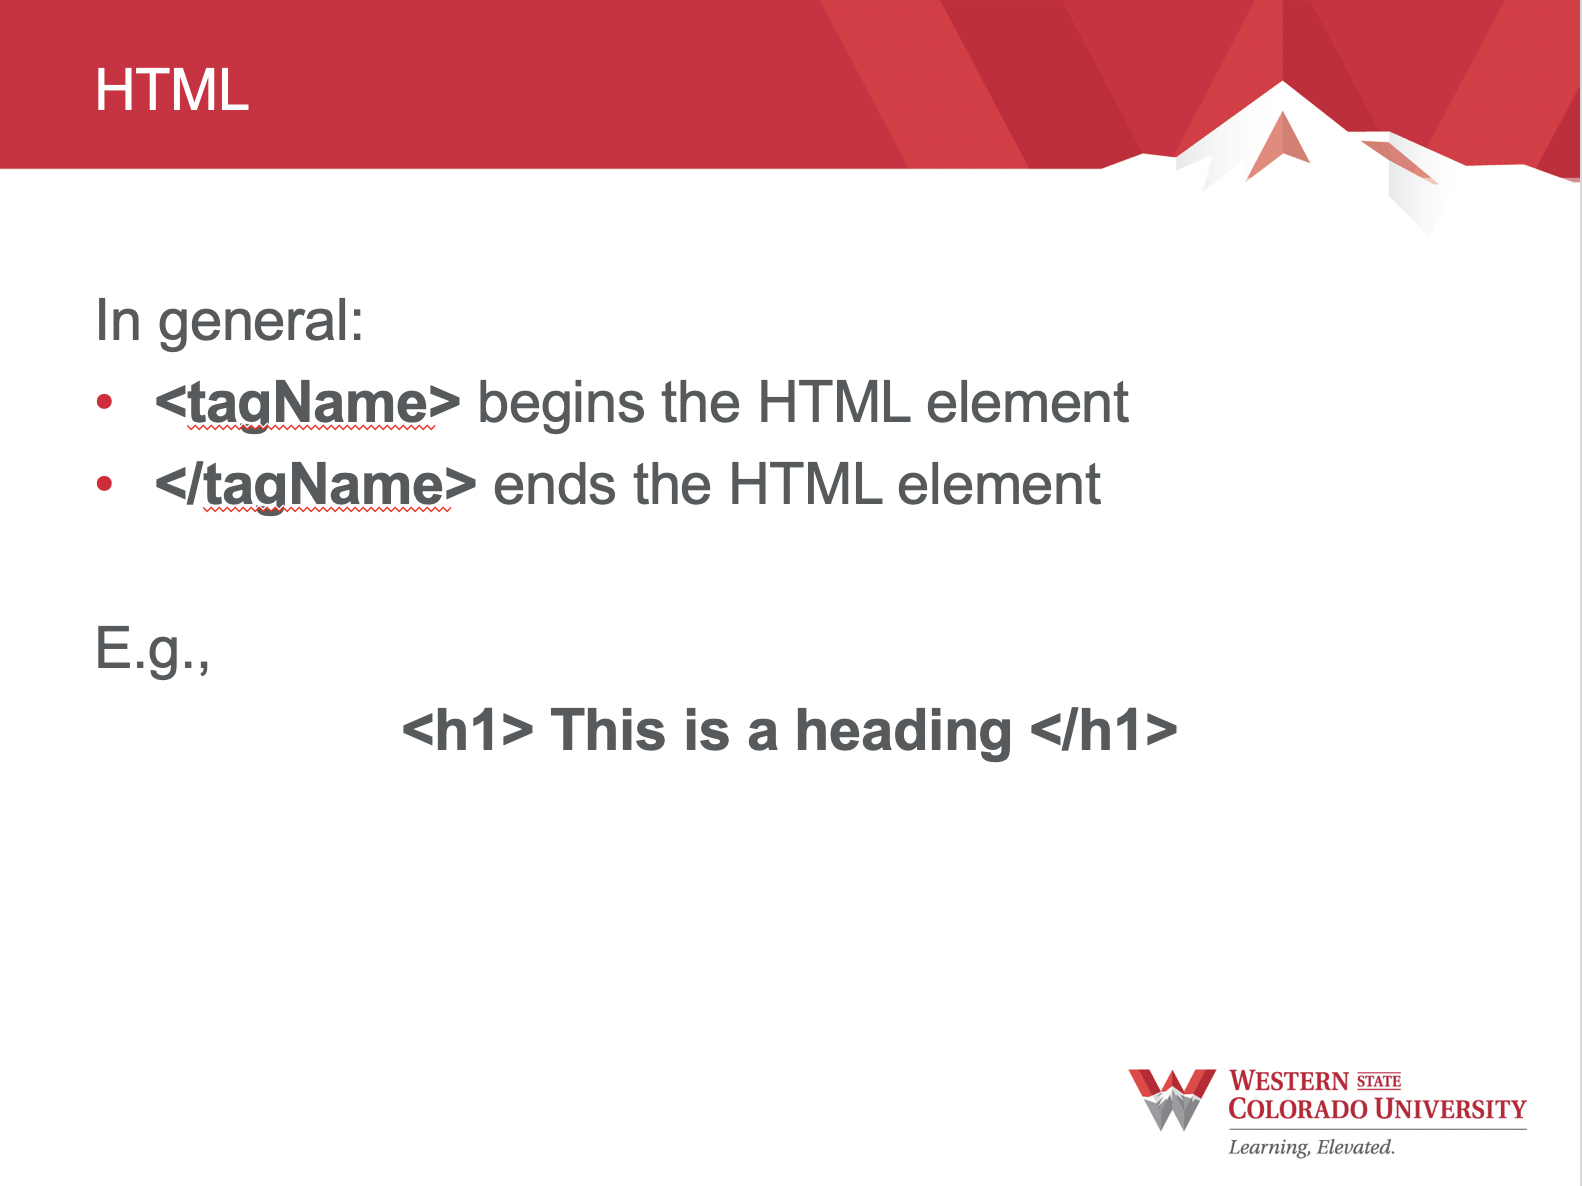 HTML
In general:
• <tagName> begins the HTML element
• </tagName> ends the HTML element
E.g.,
<h1> This is a heading </h1>
WESTERN STATE
COLORADO UNIVERSITY
Learning, Elevated.